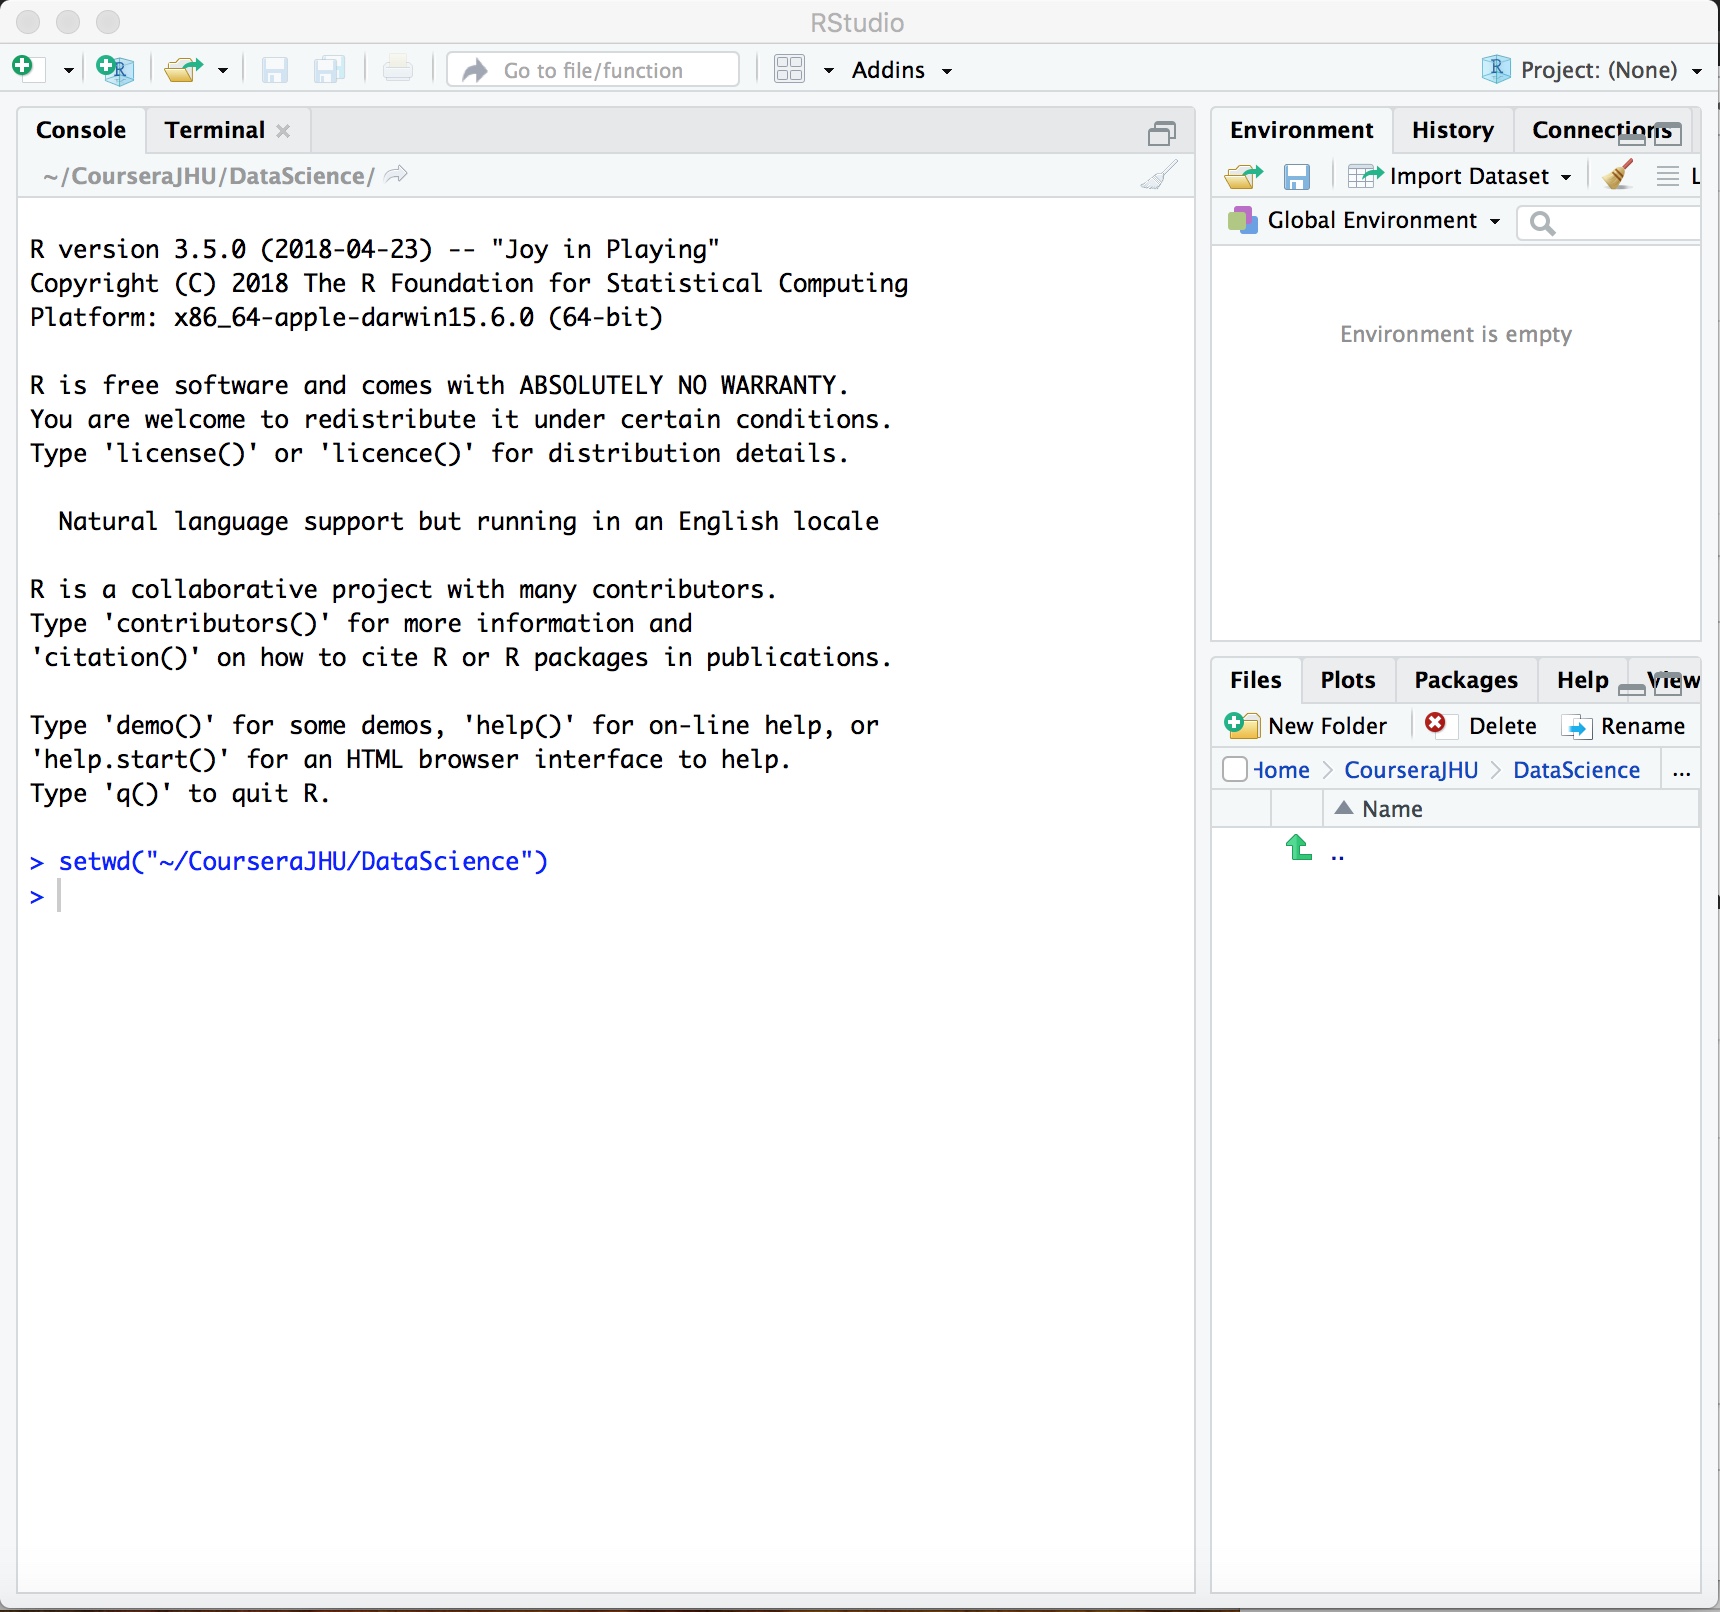 RStudio
Go to file/function
Addins
Project: (None)
Console
Terminal
~/CourseraJHU/DataScience/
R version 3.5.0 (2018-04-23) -- "Joy in Playing"
Copyright (C) 2018 The R Foundation for Statistical Computing
Platform: x86_64-apple-darwin15.6.0 (64-bit)
R is free software and comes with ABSOLUTELY NO WARRANTY.
You are welcome to redistribute it under certain conditions.
Type 'license()' or 'licence()' for distribution details.
Natural language support but running in an English locale
R is a collaborative project with many contributors.
Type 'contributors()' for more information and
'citation()' on how to cite R or R packages in publications.
Type 'demo()' for some demos, 'help()' for on-line help, or
'help.start()' for an HTML browser interface to help.
Type 'q()' to quit R.
> setwd("~/CourseraJHU/DataScience")
>
Environment History Connections
Import Dataset L
Global Environment
Environment is empty
Files Plots Packages Help View
New Folder Delete Rename
Home CourseraJHU DataScience ...
Name
..